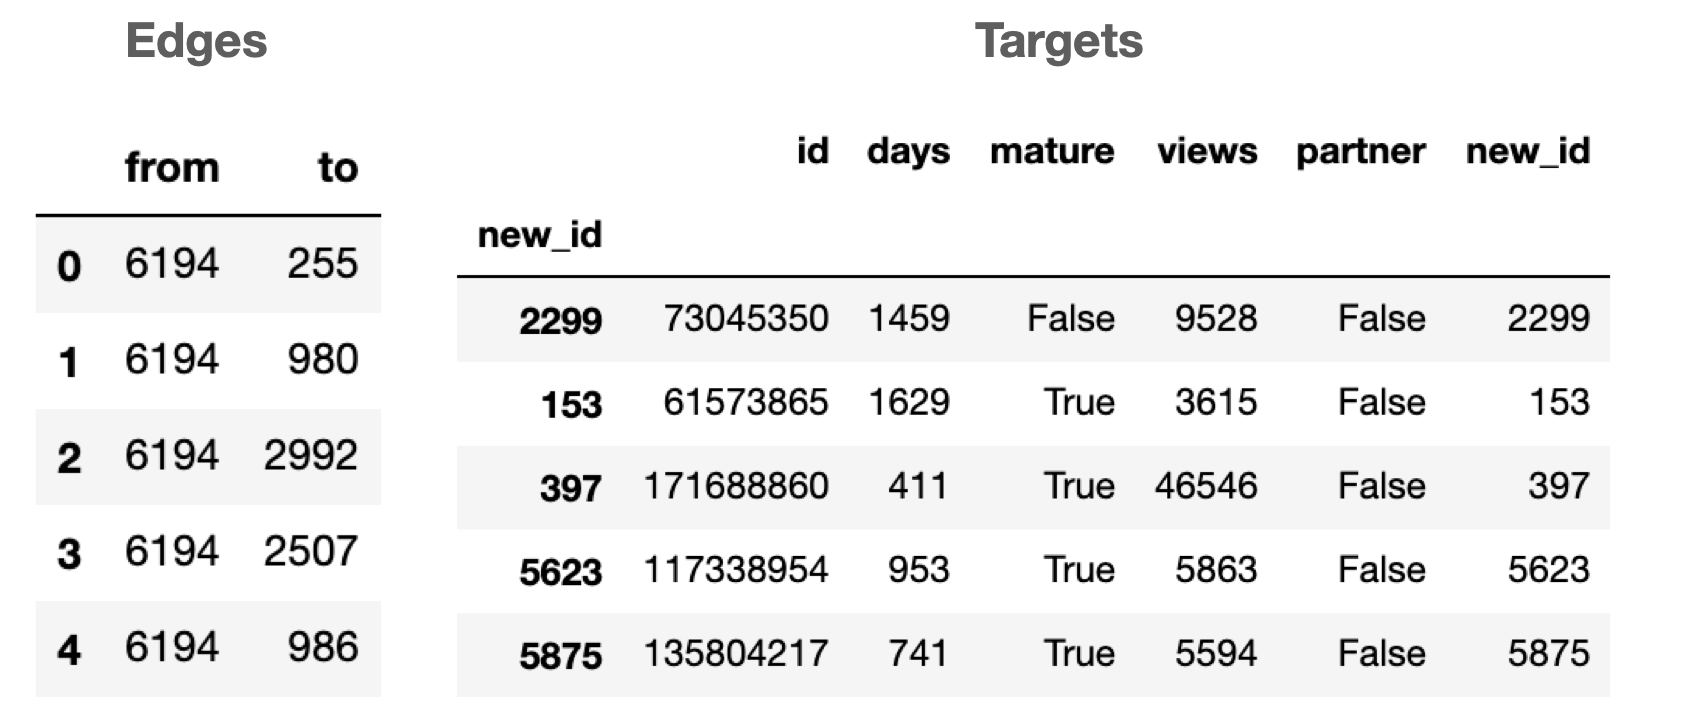 Edges
from to
0 6194 255
1 6194 980
2 6194 2992
3 6194 2507
4 6194 986
Targets
id days mature views partner new_id
new_id
2299 73045350 1459 False 9528 False 2299
153 61573865 1629 True 3615 False 153
397 171688860 411 True 46546 False 397
5623 117338954 953 True 5863 False 5623
5875 135804217 741 True 5594 False 5875